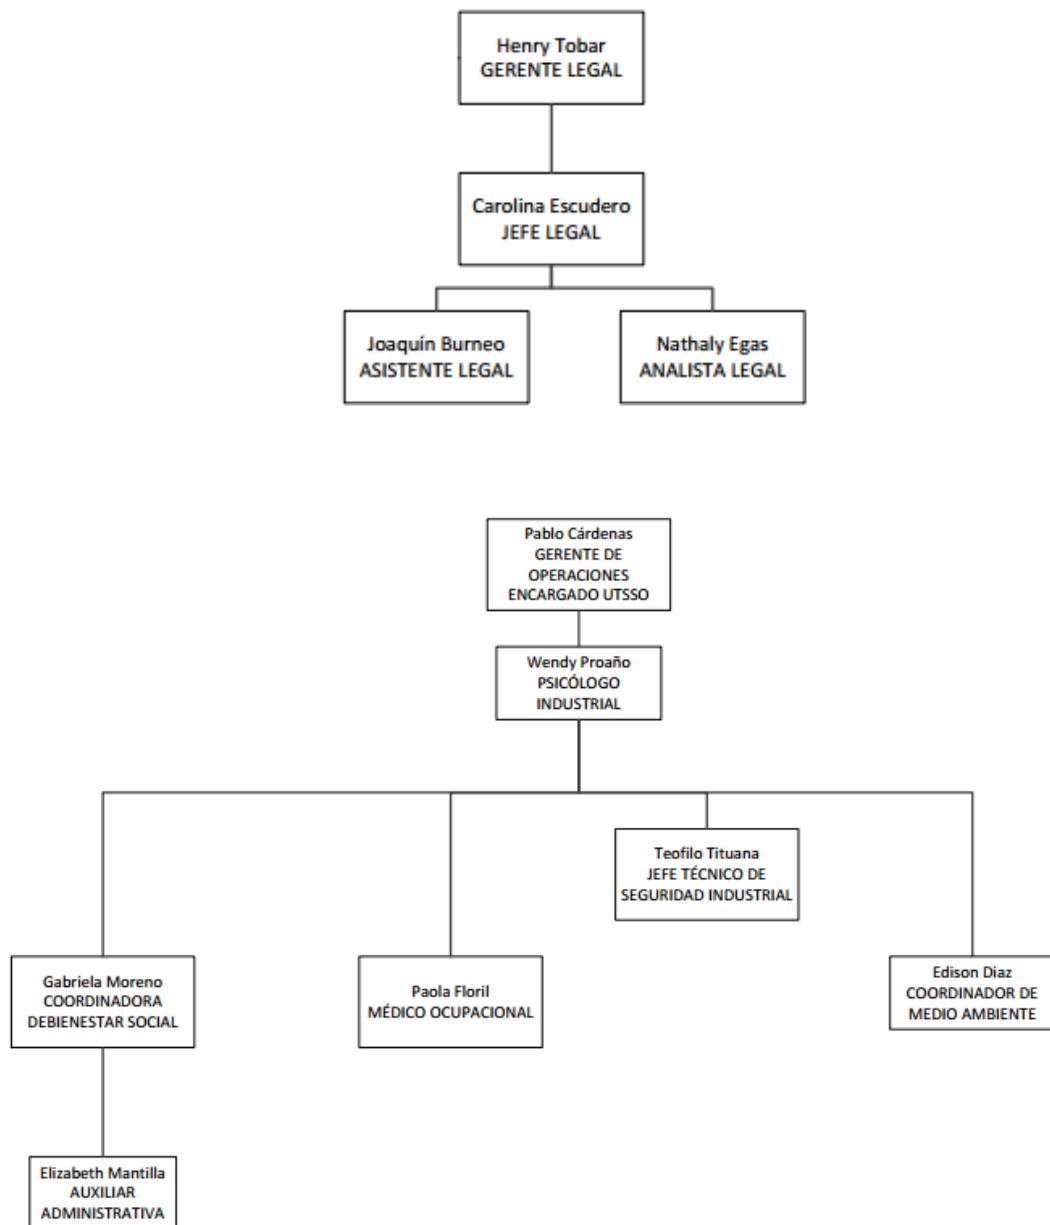 Henry Tobar
GERENTE LEGAL
Carolina Escudero
JEFE LEGAL
Joaquín Burneo
ASISTENTE LEGAL
Nathaly Egas
ANALISTA LEGAL
Pablo Cárdenas
GERENTE DE
OPERACIONES
ENCARGADO UTSSO
Wendy Proaño
PSICÓLOGO
INDUSTRIAL
Teofilo Tituana
JEFE TÉCNICO DE
SEGURIDAD INDUSTRIAL
Gabriela Moreno
COORDINADORA
DEBIENESTAR SOCIAL
Paola Floril
MÉDICO OCUPACIONAL
Edison Diaz
COORDINADOR DE
MEDIO AMBIENTE
Elizabeth Mantilla
AUXILIAR
ADMINISTRATIVA